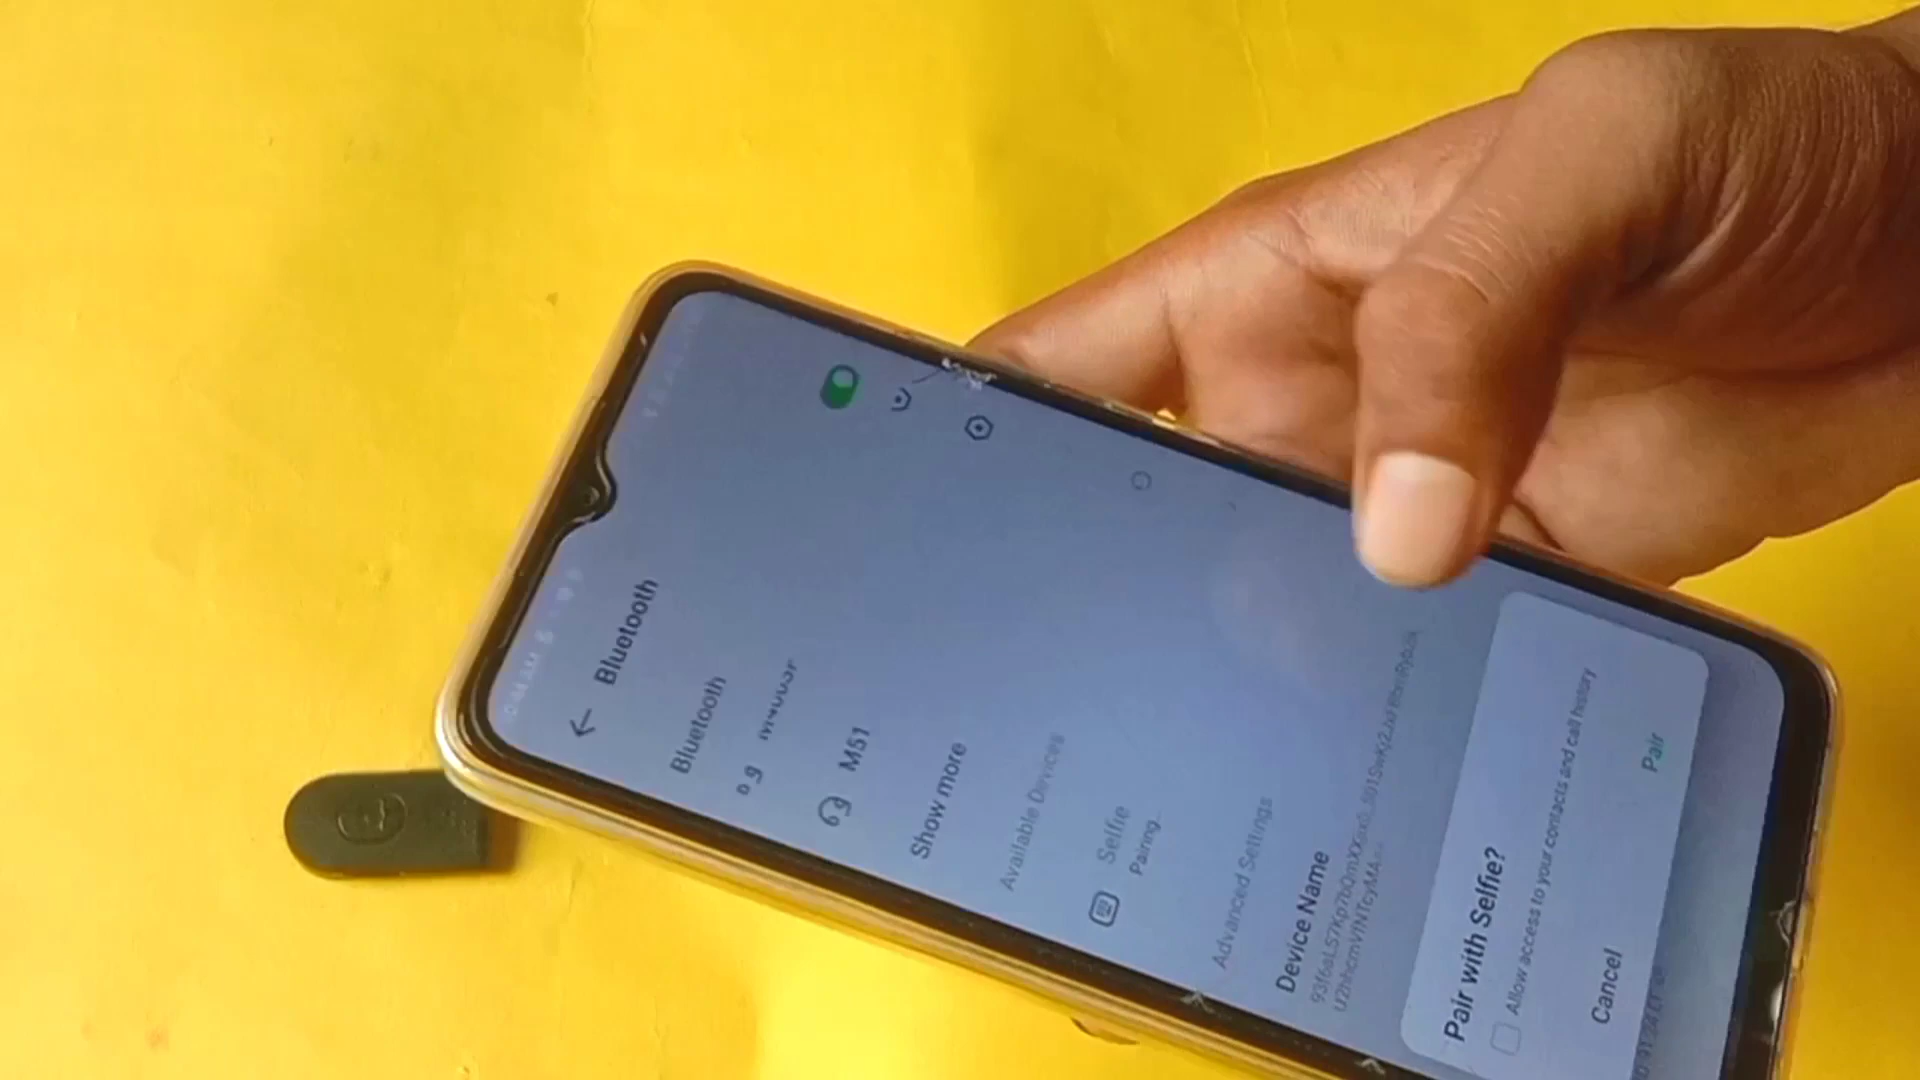 Bluetooth
Bluetooth
M51
Show more
Available Devices
Selfie
Pairing...
Advanced Settings
Device Name
Pair with Selfie?
Allow access to your contacts and call history
Cancel
Pair